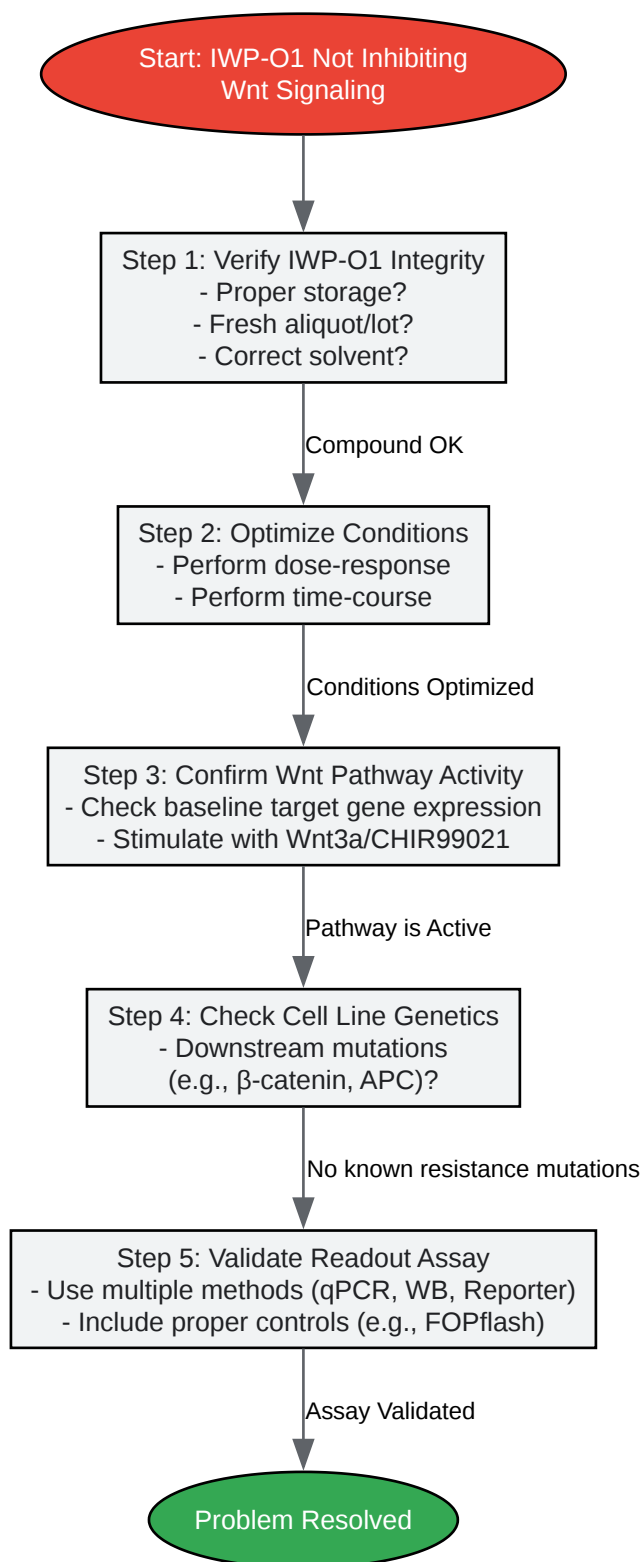 Start: IWP-O1 Not Inhibiting
Wnt Signaling
Step 1: Verify IWP-O1 Integrity
- Proper storage?
- Fresh aliquot/lot?
- Correct solvent?
Compound OK
Step 2: Optimize Conditions
- Perform dose-response
- Perform time-course
Conditions Optimized
Step 3: Confirm Wnt Pathway Activity
- Check baseline target gene expression
- Stimulate with Wnt3a/CHIR99021
Pathway is Active
Step 4: Check Cell Line Genetics
- Downstream mutations
(e.g., β-catenin, APC)?
No known resistance mutations
Step 5: Validate Readout Assay
- Use multiple methods (qPCR, WB, Reporter)
- Include proper controls (e.g., FOPflash)
Assay Validated
Problem Resolved